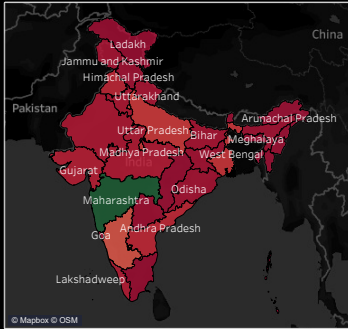 Ladakh
China
Jammu and Kashmir
Himachal Pradesh
Uttarakhand
Pakistan
Arunachal Pradesh
Uttar Pradesh
Bihar
Meghalaya
Madhya Pradesh
West Bengal
India
Gujarat
Odisha
Maharashtra
Goa
Andhra Pradesh
Lakshadweep
© Mapbox © OSM